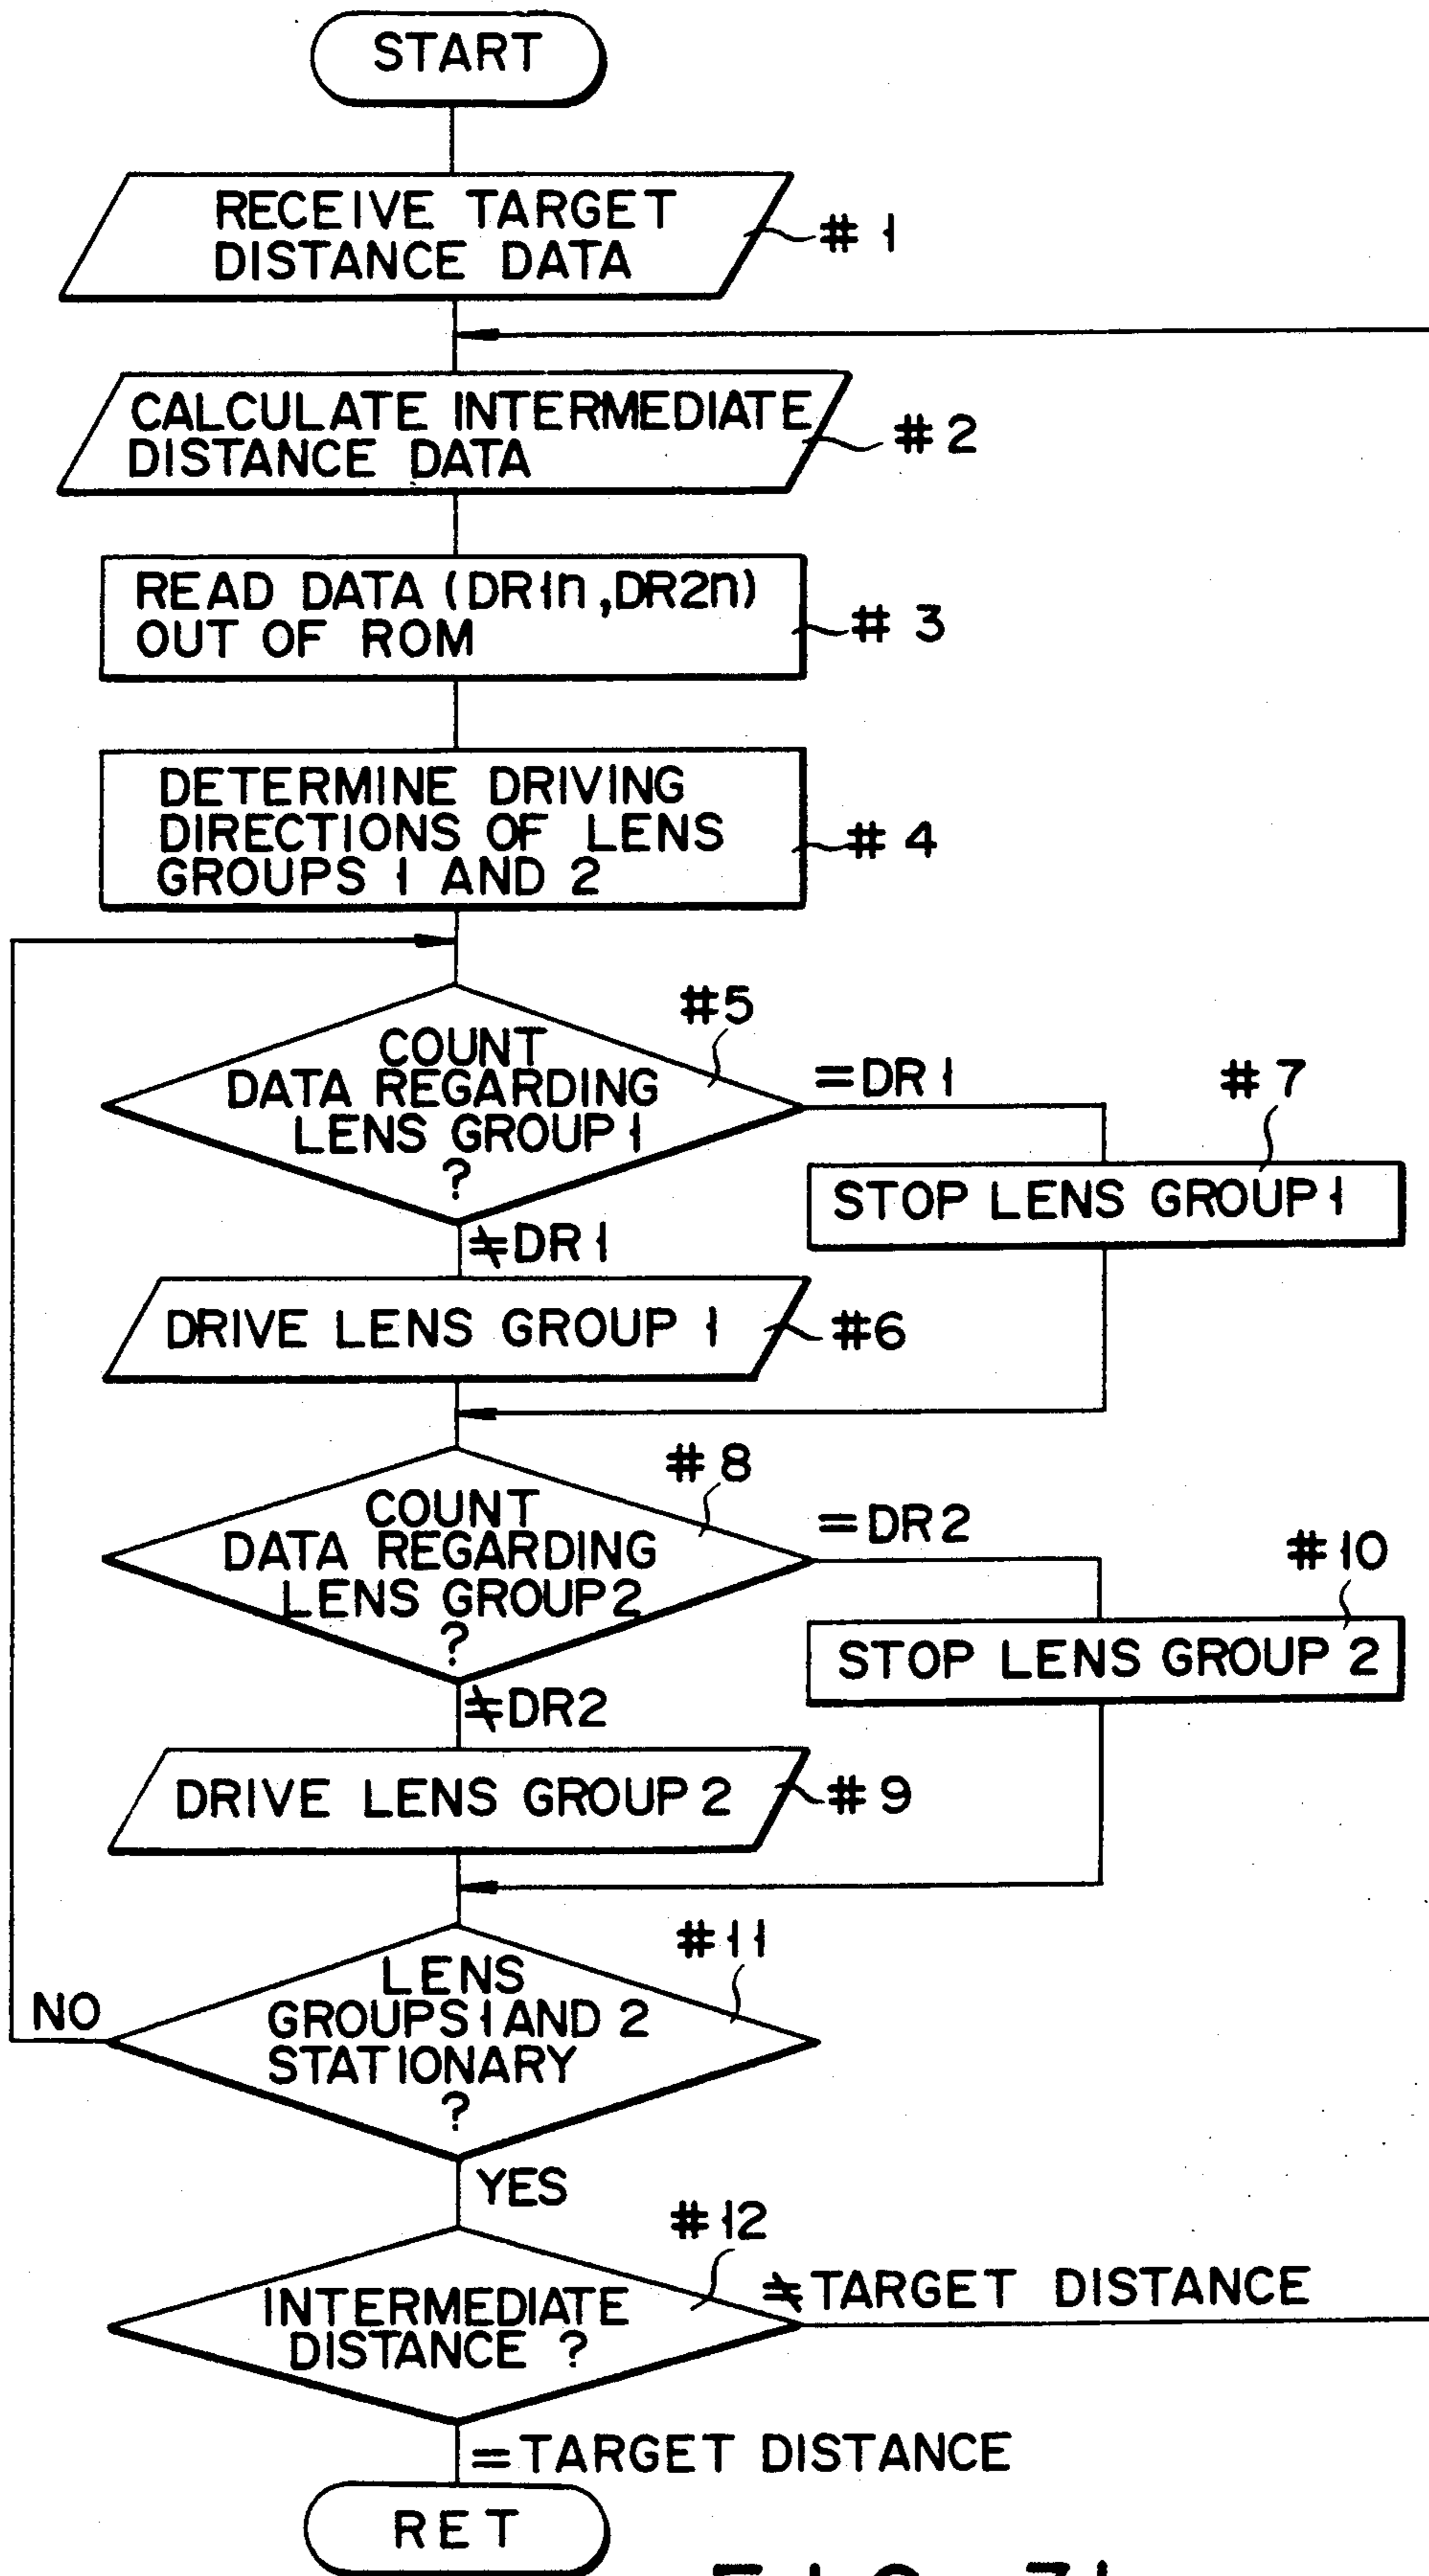 START
RECEIVE TARGET
DISTANCE DATA
# 1
CALCULATE INTERMEDIATE
DISTANCE DATA
# 2
READ DATA (DR1n,DR2n)
OUT OF ROM
# 3
DETERMINE DRIVING
DIRECTIONS OF LENS
GROUPS 1 AND 2
# 4
#5
COUNT
DATA REGARDING
LENS GROUP 1
?
=DR1
# 7
STOP LENS GROUP 1
≠DR1
DRIVE LENS GROUP 1
#6
# 8
COUNT
DATA REGARDING
LENS GROUP 2
?
=DR2
# 10
STOP LENS GROUP 2
≠DR2
DRIVE LENS GROUP 2
# 9
#11
LENS
GROUPS 1 AND 2
STATIONARY
?
NO
YES
# 12
INTERMEDIATE
DISTANCE ?
≠TARGET DISTANCE
=TARGET DISTANCE
RET